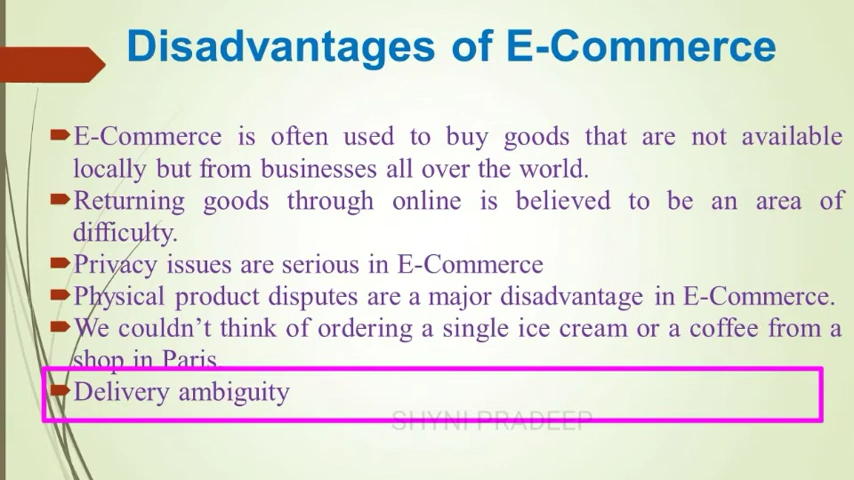 Disadvantages of E-Commerce
E-Commerce is often used to buy goods that are not available
locally but from businesses all over the world.
Returning goods through online is believed to be an area of
difficulty.
Privacy issues are serious in E-Commerce
Physical product disputes are a major disadvantage in E-Commerce.
We couldn’t think of ordering a single ice cream or a coffee from a
shop in Paris.
Delivery ambiguity
SHYNI PRADEEP